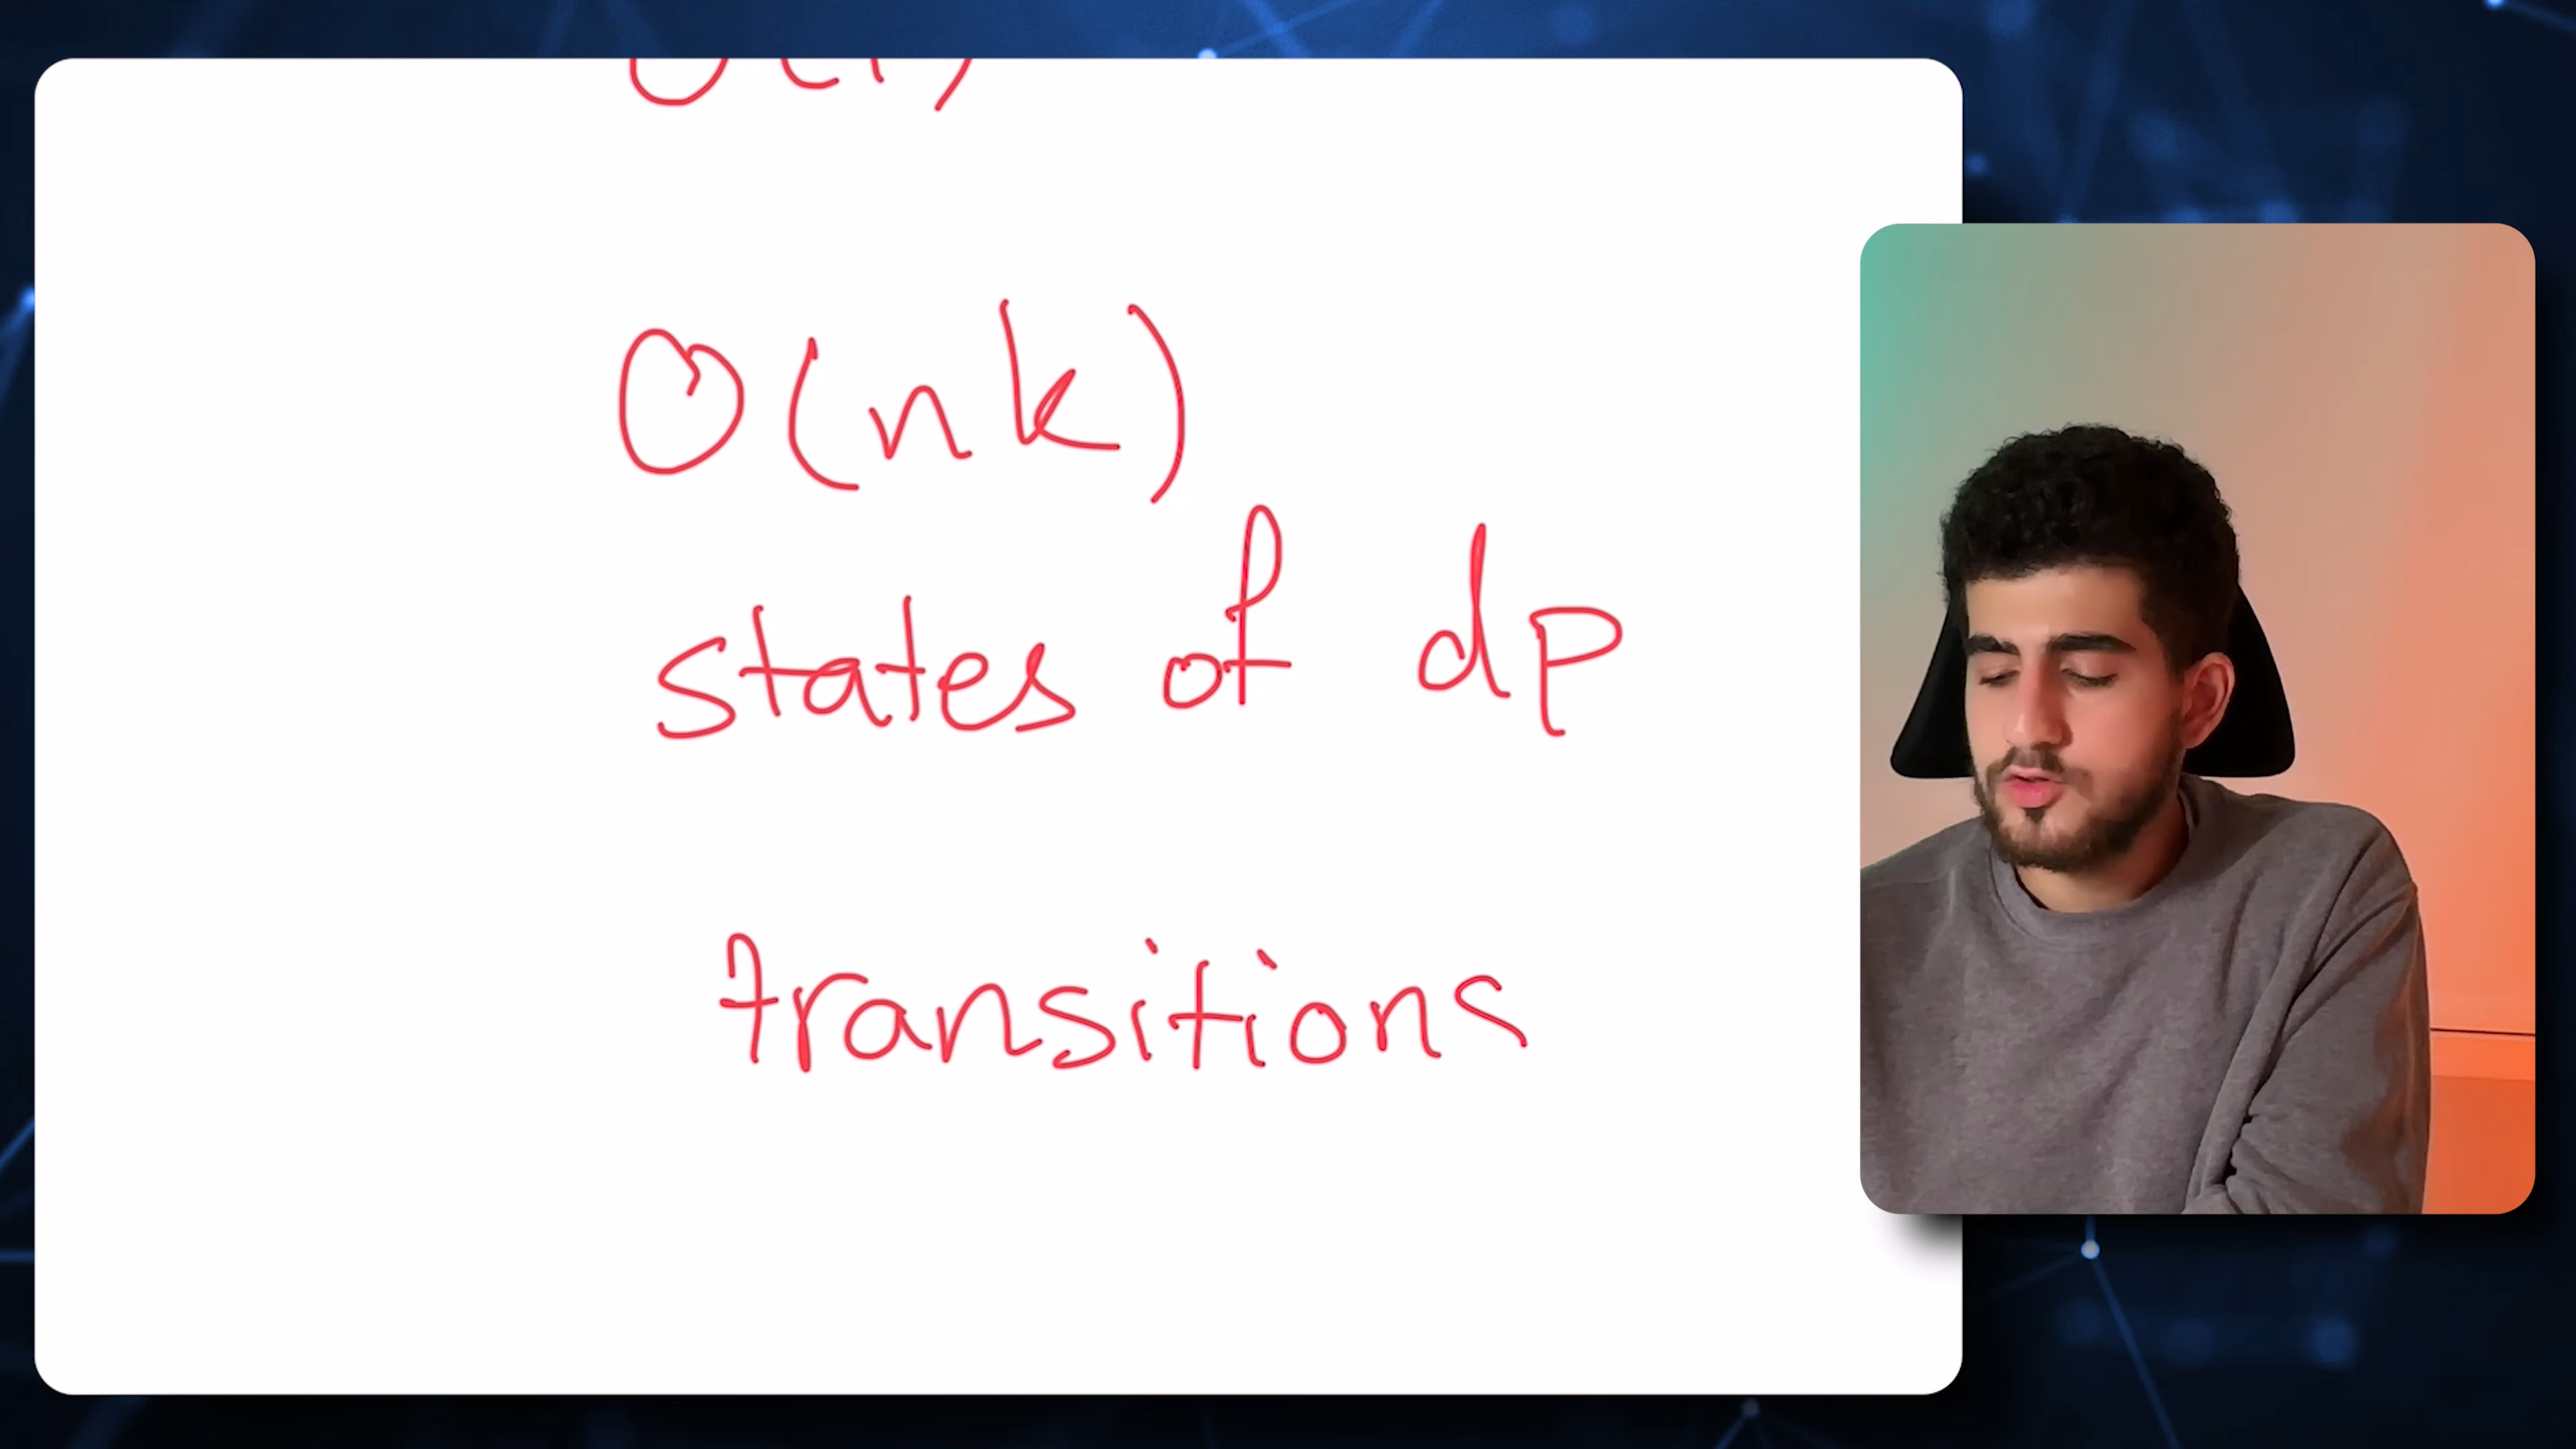 O(nk)
states of dp
transitions